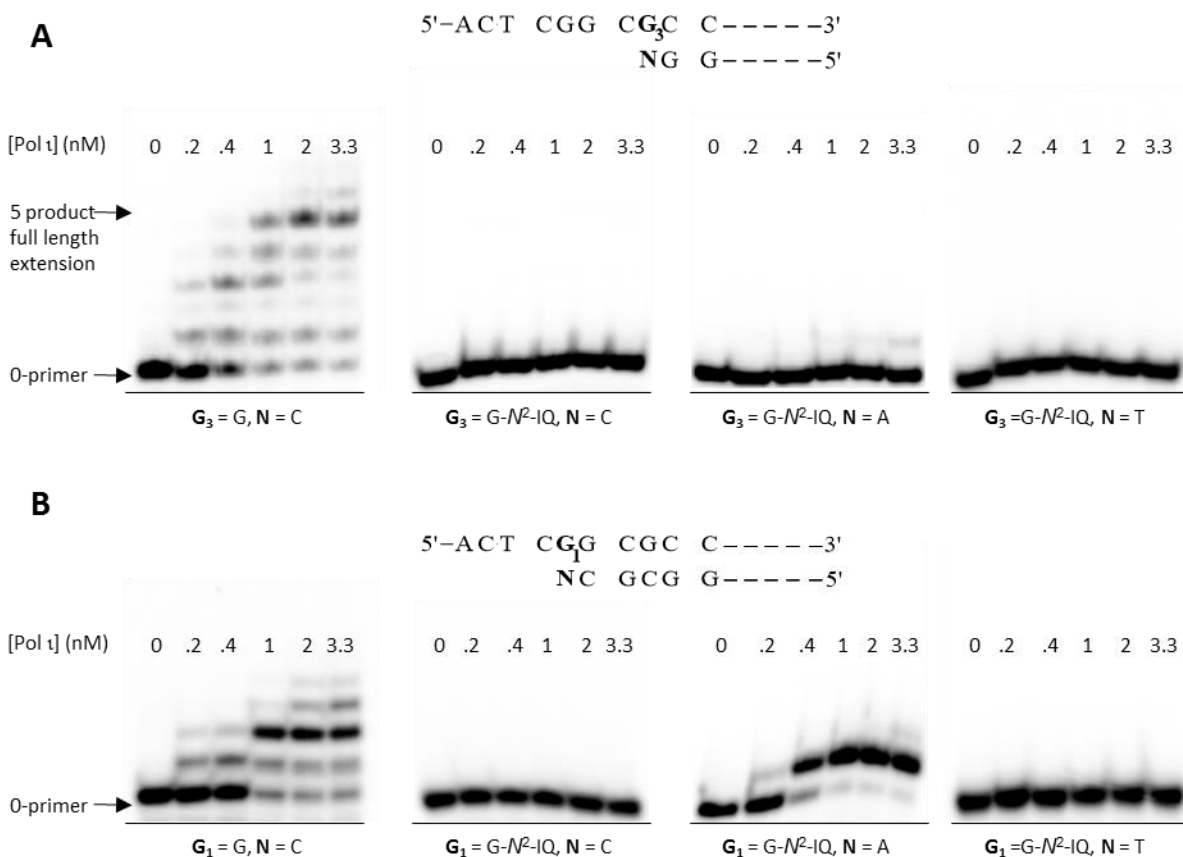 A
5'-ACT CGG CG3CC C-----3'
NG G-----5'
[Pol ι] (nM) 0 .2 .4 1 2 3.3 0 .2 .4 1 2 3.3 0 .2 .4 1 2 3.3 0 .2 .4 1 2 3.3
5 product
full length
extension
0-primer
G3 = G, N = C G3 = G-N2-IQ, N = C G3 = G-N2-IQ, N = A G3 =G-N2-IQ, N = T
B
5'-ACT CG1G CGC C-----3'
NC GCG G-----5'
[Pol ι] (nM) 0 .2 .4 1 2 3.3 0 .2 .4 1 2 3.3 0 .2 .4 1 2 3.3 0 .2 .4 1 2 3.3
0-primer
G1 = G, N = C G1 = G-N2-IQ, N = C G1 = G-N2-IQ, N = A G1 =G-N2-IQ, N = T